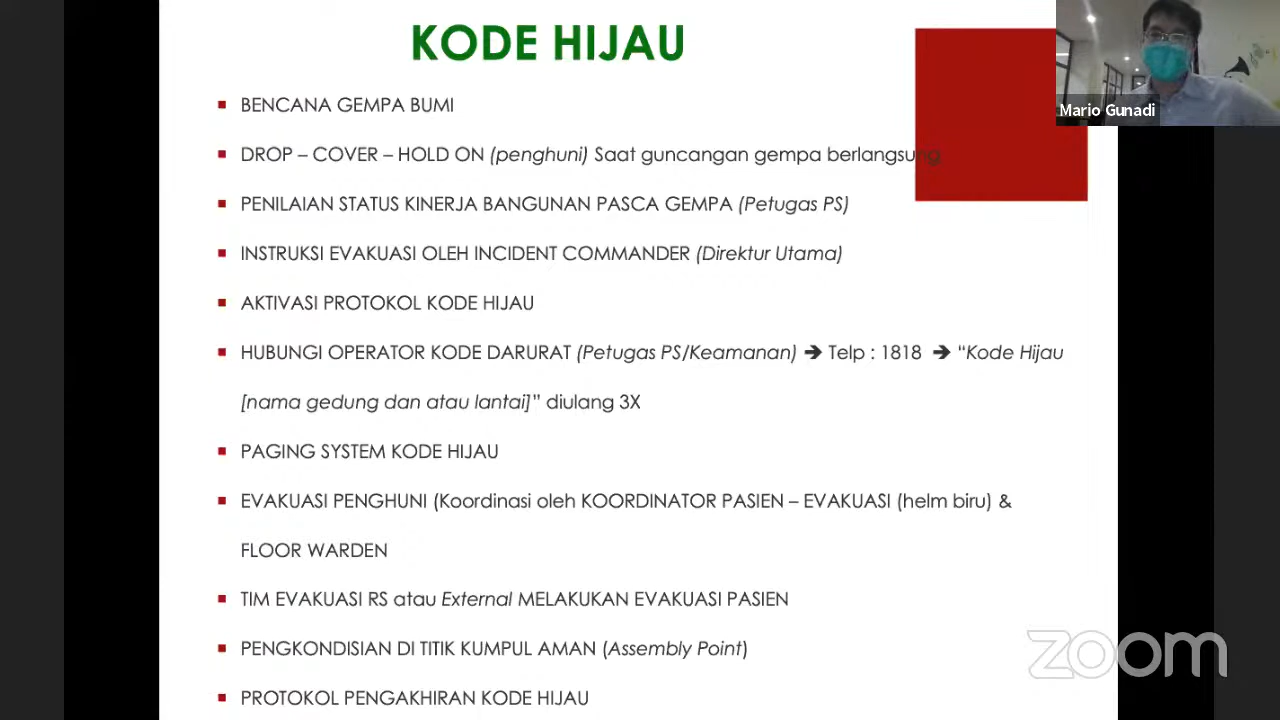 KODE HIJAU
Mario Gunadi
BENCANA GEMPA BUMI
DROP – COVER – HOLD ON (penghuni) Saat guncangan gempa berlangsung
PENILAIAN STATUS KINERJA BANGUNAN PASCA GEMPA (Petugas PS)
INSTRUKSI EVAKUASI OLEH INCIDENT COMMANDER (Direktur Utama)
AKTIVASI PROTOKOL KODE HIJAU
HUBUNGI OPERATOR KODE DARURAT (Petugas PS/Keamanan) ➔ Telp : 1818 ➔ “Kode Hijau
[nama gedung dan atau lantai]” diulang 3X
PAGING SYSTEM KODE HIJAU
EVAKUASI PENGHUNI (Koordinasi oleh KOORDINATOR PASIEN – EVAKUASI (helm biru) &
FLOOR WARDEN
TIM EVAKUASI RS atau External MELAKUKAN EVAKUASI PASIEN
PENGKONDISIAN DI TITIK KUMPUL AMAN (Assembly Point)
zoom
PROTOKOL PENGAKHIRAN KODE HIJAU